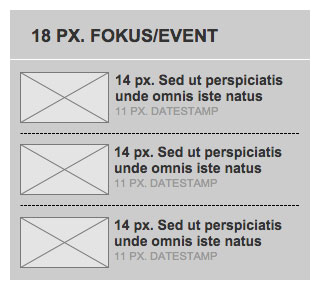 18 PX. FOKUS/EVENT
14 px. Sed ut perspiciatis
unde omnis iste natus
11 PX. DATESTAMP
14 px. Sed ut perspiciatis
unde omnis iste natus
11 PX. DATESTAMP
14 px. Sed ut perspiciatis
unde omnis iste natus
11 PX. DATESTAMP